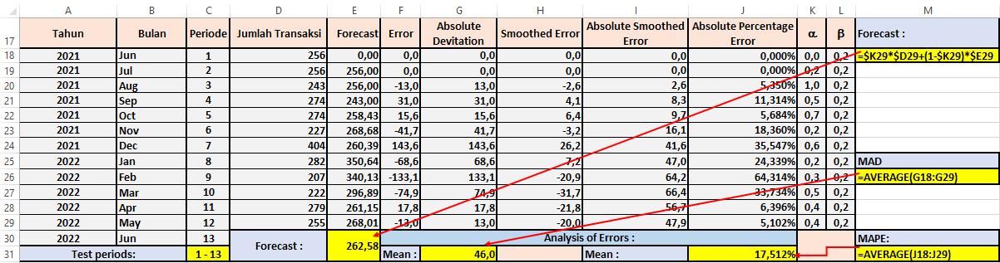 A B C D E F G H I J K L M
17 Tahun Bulan Periode Jumlah Transaksi Forecast Error Absolute Devitation Smoothed Error Absolute Smoothed Error Absolute Percentage Error α. β Forecast :
18 2021 Jun 1 256 0,00 0,0 0,0 0,0 0,0 0,000% 0,0 0,2 =$K29*$D29+(1-$K29)*$E29
19 2021 Jul 2 256 256,00 0,0 0,0 0,0 0,0 0,000% 0,2 0,2
20 2021 Aug 3 243 256,00 -13,0 13,0 -2,6 2,6 5,350% 1,0 0,2
21 2021 Sep 4 274 243,00 31,0 31,0 4,1 8,3 11,314% 0,5 0,2
22 2021 Oct 5 274 258,43 15,6 15,6 6,4 9,7 5,684% 0,7 0,2
23 2021 Nov 6 227 268,68 -41,7 41,7 -3,2 16,1 18,360% 0,2 0,2
24 2021 Dec 7 404 260,39 143,6 143,6 26,2 41,6 35,547% 0,6 0,2
25 2022 Jan 8 282 350,64 -68,6 68,6 7,2 47,0 24,339% 0,2 0,2 MAD
26 2022 Feb 9 207 340,13 -133,1 133,1 -20,9 64,2 64,314% 0,3 0,2 =AVERAGE(G18:G29)
27 2022 Mar 10 222 296,89 -74,9 74,9 -31,7 66,4 33,734% 0,5 0,2
28 2022 Apr 11 279 261,15 17,8 17,8 -21,8 56,7 6,396% 0,4 0,2
29 2022 May 12 255 268,01 -13,0 13,0 -20,0 47,9 5,102% 0,4 0,2
30 2022 Jun 13 Forecast : 262,58 Analysis of Errors : MAPE:
31 Test periods: 1 - 13 Mean : 46,0 Mean : 17,512% =AVERAGE(J18:J29)